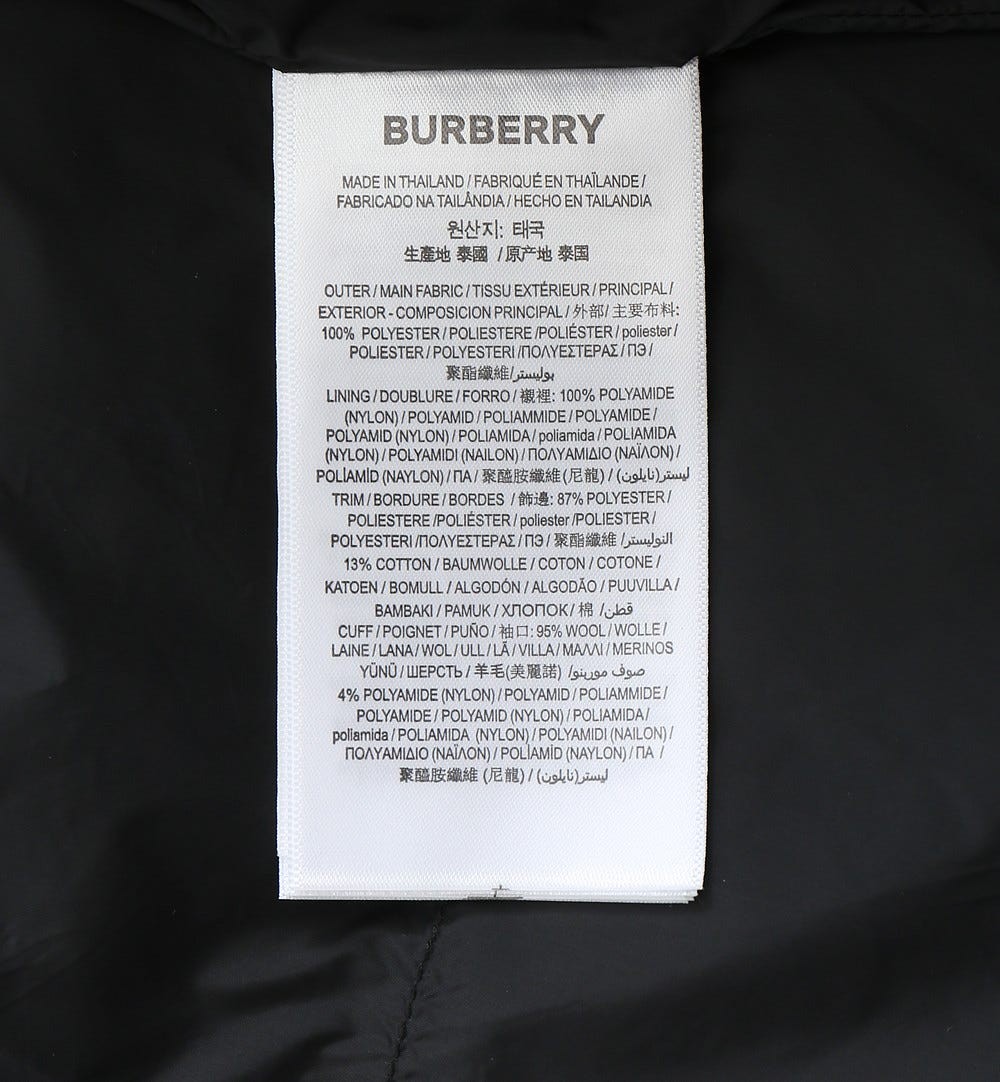 BURBERRY
MADE IN THAILAND / FABRIQUÉ EN THAÏLANDE /
FABRICADO NA TAILÂNDIA / HECHO EN TAILANDIA
원산지: 태국
生產地 泰國 / 原产地 泰国
OUTER / MAIN FABRIC / TISSU EXTÉRIEUR / PRINCIPAL /
EXTERIOR - COMPOSICION PRINCIPAL / 外部/ 主要布料:
100% POLYESTER / POLIESTERE /POLIÉSTER / poliester /
POLIESTER / POLYESTERI /ΠΟΛΥΕΣΤΕΡΑΣ / ПЭ /
聚酯纖維/بوليستر
LINING / DOUBLURE / FORRO / 襯裡: 100% POLYAMIDE
(NYLON) / POLYAMID / POLIAMMIDE / POLYAMIDE /
POLYAMID (NYLON) / POLIAMIDA / poliamida / POLIAMIDA
(NYLON) / POLYAMIDI (NAILON) / ΠΟΛΥΑΜΙΔΙΟ (ΝΑΪΛΟΝ) /
POLİAMİD (NAYLON) / ПА / 聚醯胺纖維(尼龍) / ليستر(نايلون)
TRIM / BORDURE / BORDES / 飾邊: 87% POLYESTER /
POLIESTERE /POLIÉSTER / poliester /POLIESTER /
POLYESTERI /ΠΟΛΥΕΣΤΕΡΑΣ / ПЭ / 聚酯纖維 /النوليستر
13% COTTON / BAUMWOLLE / COTON / COTONE /
KATOEN / BOMULL / ALGODÓN / ALGODÃO / PUUVILLA /
BAMBAKI / PAMUK / ХЛОПОК / 棉 /قطن
CUFF / POIGNET / PUÑO / 袖口: 95% WOOL / WOLLE /
LAINE / LANA / WOL / ULL / LÃ / VILLA / ΜΑΛΛΙ / MERINOS
YÜNÜ / ШЕРСТЬ / 羊毛(美麗諾) /صوف مورينو
4% POLYAMIDE (NYLON) / POLYAMID / POLIAMMIDE /
POLYAMIDE / POLYAMID (NYLON) / POLIAMIDA /
poliamida / POLIAMIDA (NYLON) / POLYAMIDI (NAILON) /
ΠΟΛΥΑΜΙΔΙΟ (ΝΑΪΛΟΝ) / POLİAMİD (NAYLON) / ПА /
聚醯胺纖維 (尼龍) / ليستر(نايلون)